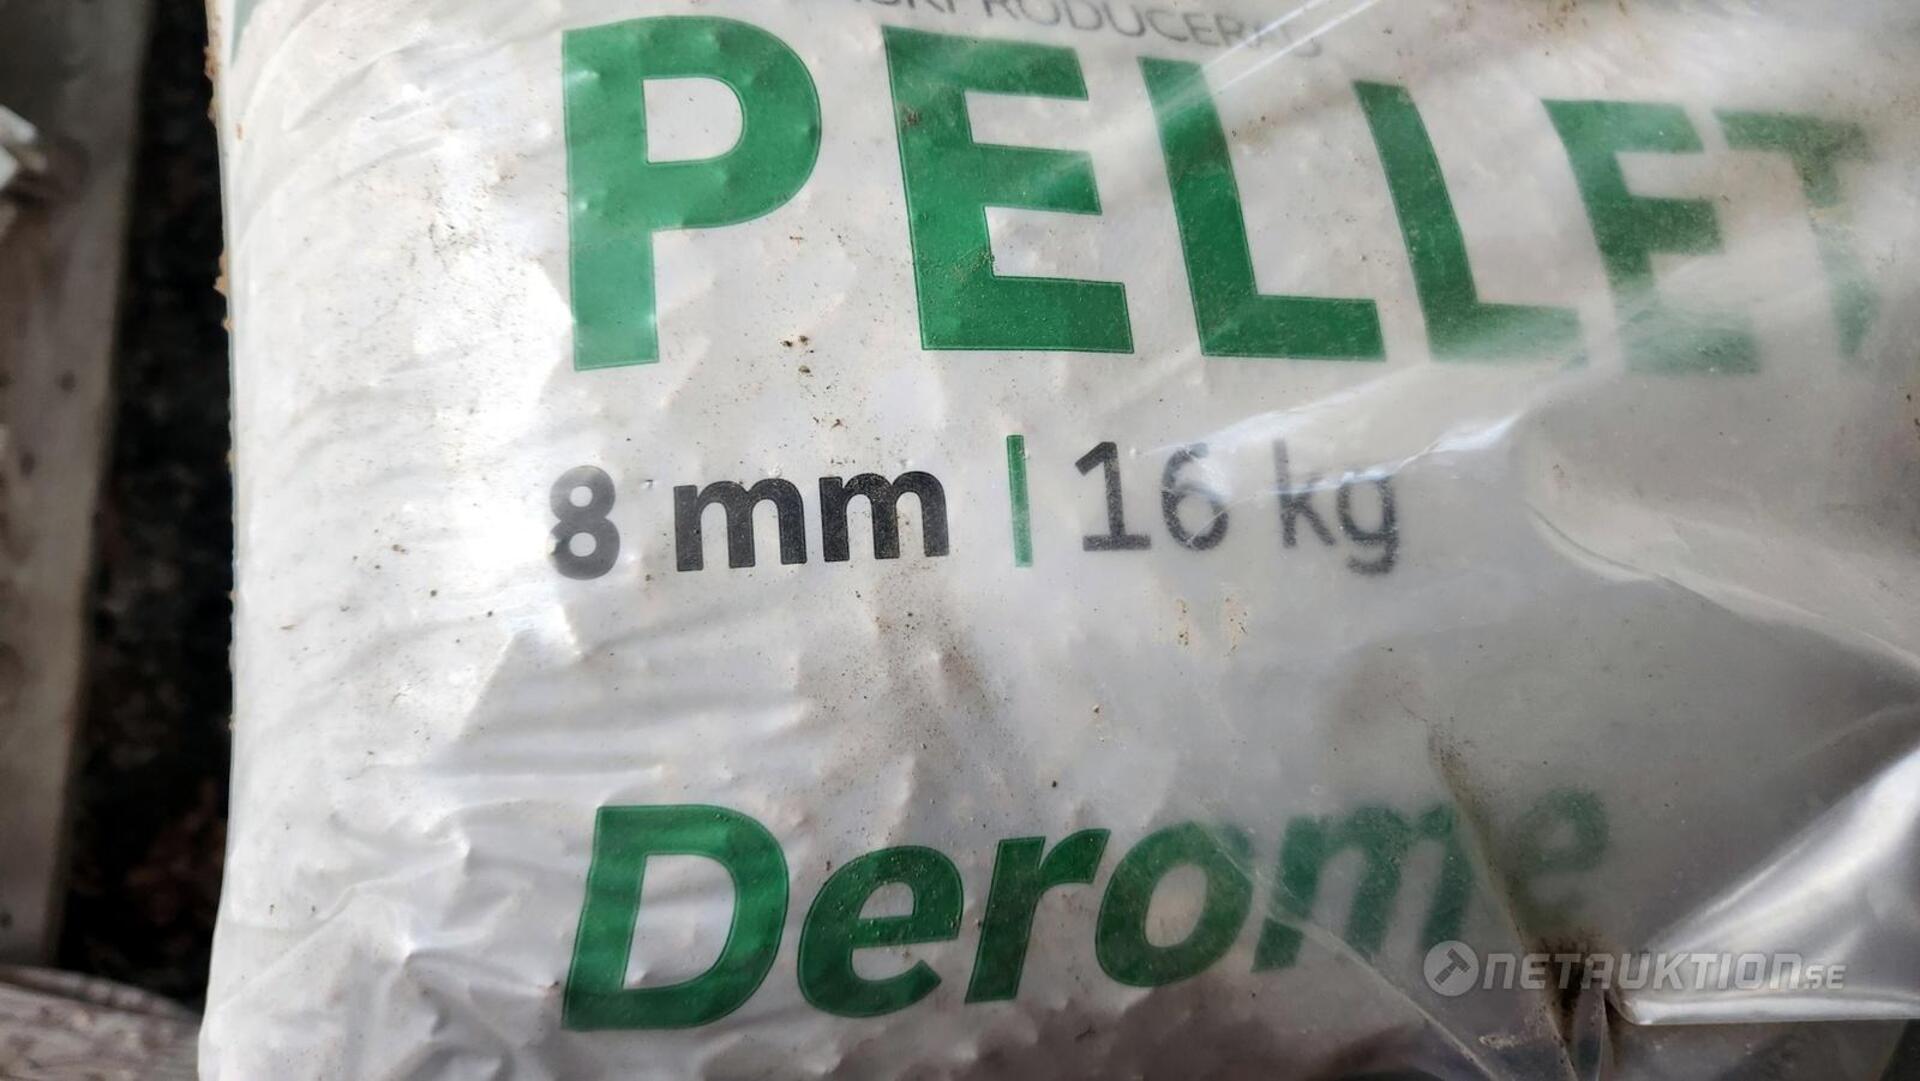 PELLET
8 mm | 16 kg
Derome
NETAUKTION.SE